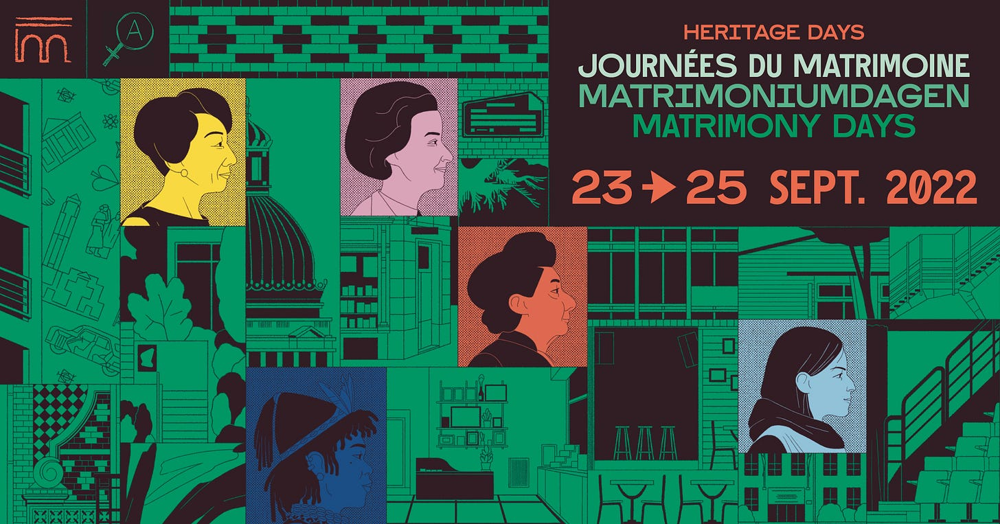 A
HERITAGE DAYS
JOURNÉES DU MATRIMOINE
MATRIMONIUMDAGEN
MATRIMONY DAYS
23 → 25 SEPT. 2022